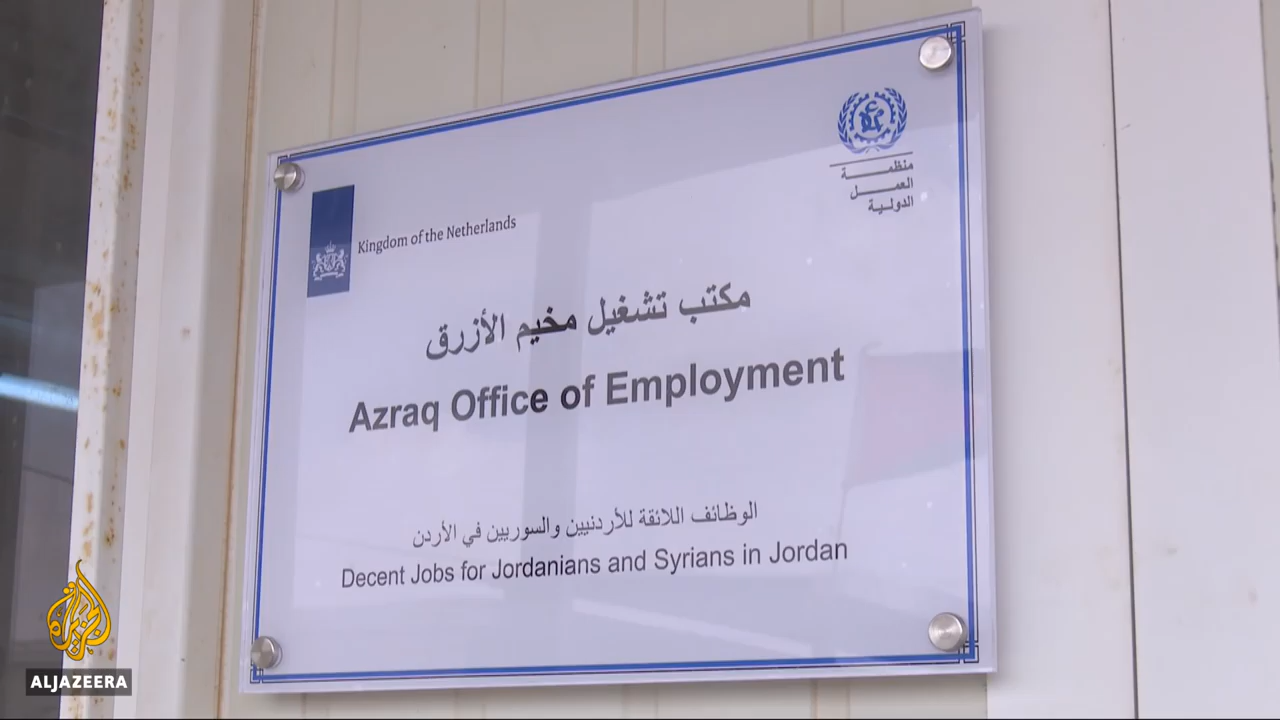 Kingdom of the Netherlands
منظمة
العمل
الدولية
مكتب تشغيل مخيم الأزرق
Azraq Office of Employment
الوظائف اللائقة للأردنيين والسوريين في الأردن
Decent Jobs for Jordanians and Syrians in Jordan
الجزيرة
ALJAZEERA